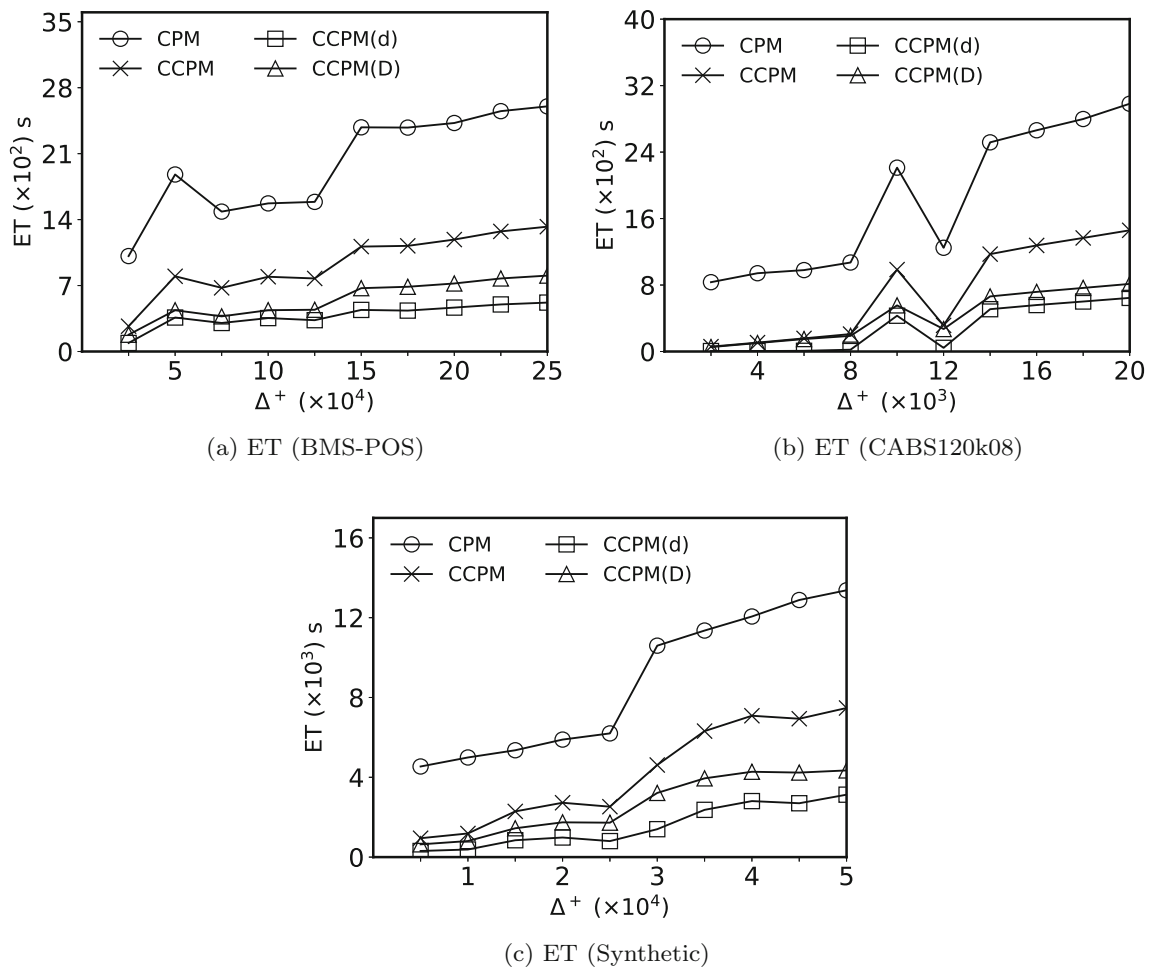 35
28
21
14
7
0
ET (×10²) s
CPM
CCPM
CCPM(d)
CCPM(D)
5
10
15
20
25
Δ⁺ (×10⁴)
(a) ET (BMS-POS)
40
32
24
16
8
0
ET (×10²) s
CPM
CCPM
CCPM(d)
CCPM(D)
4
8
12
16
20
Δ⁺ (×10³)
(b) ET (CABS120k08)
16
12
8
4
0
ET (×10³) s
CPM
CCPM
CCPM(d)
CCPM(D)
1
2
3
4
5
Δ⁺ (×10⁴)
(c) ET (Synthetic)